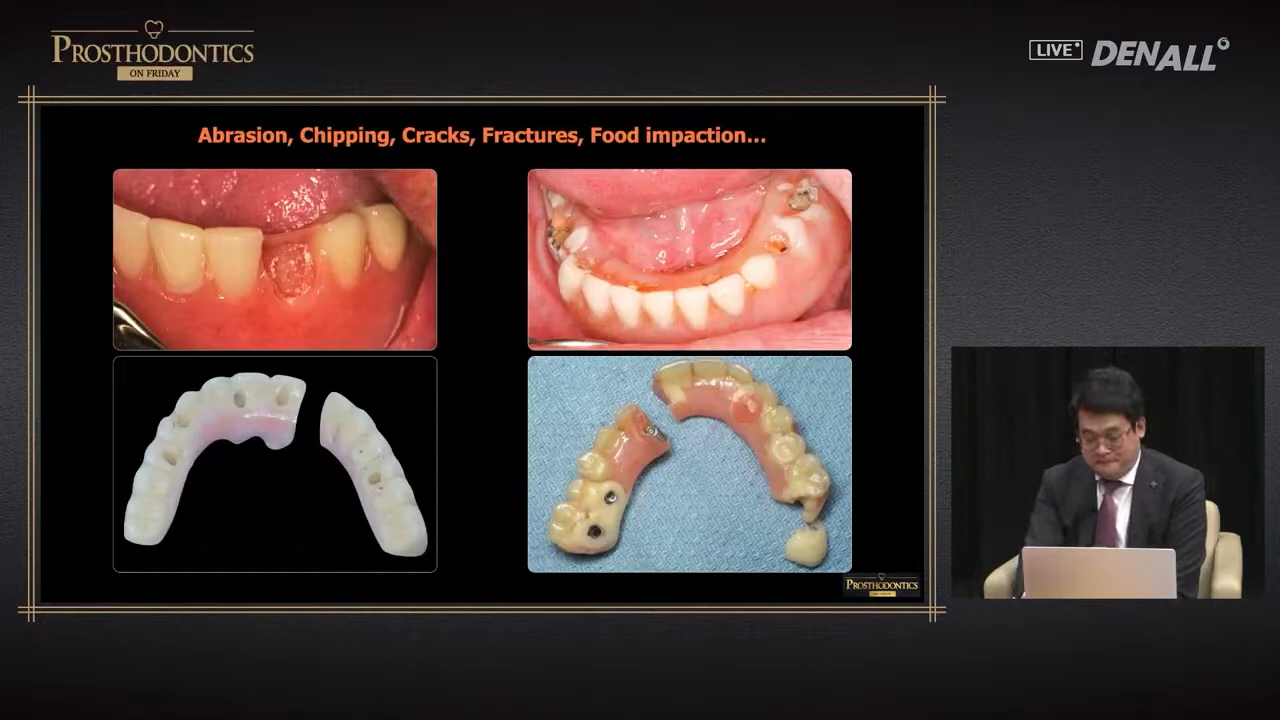 PROSTHODONTICS
ON FRIDAY
LIVE
DENALL
Abrasion, Chipping, Cracks, Fractures, Food impaction...
PROSTHODONTICS